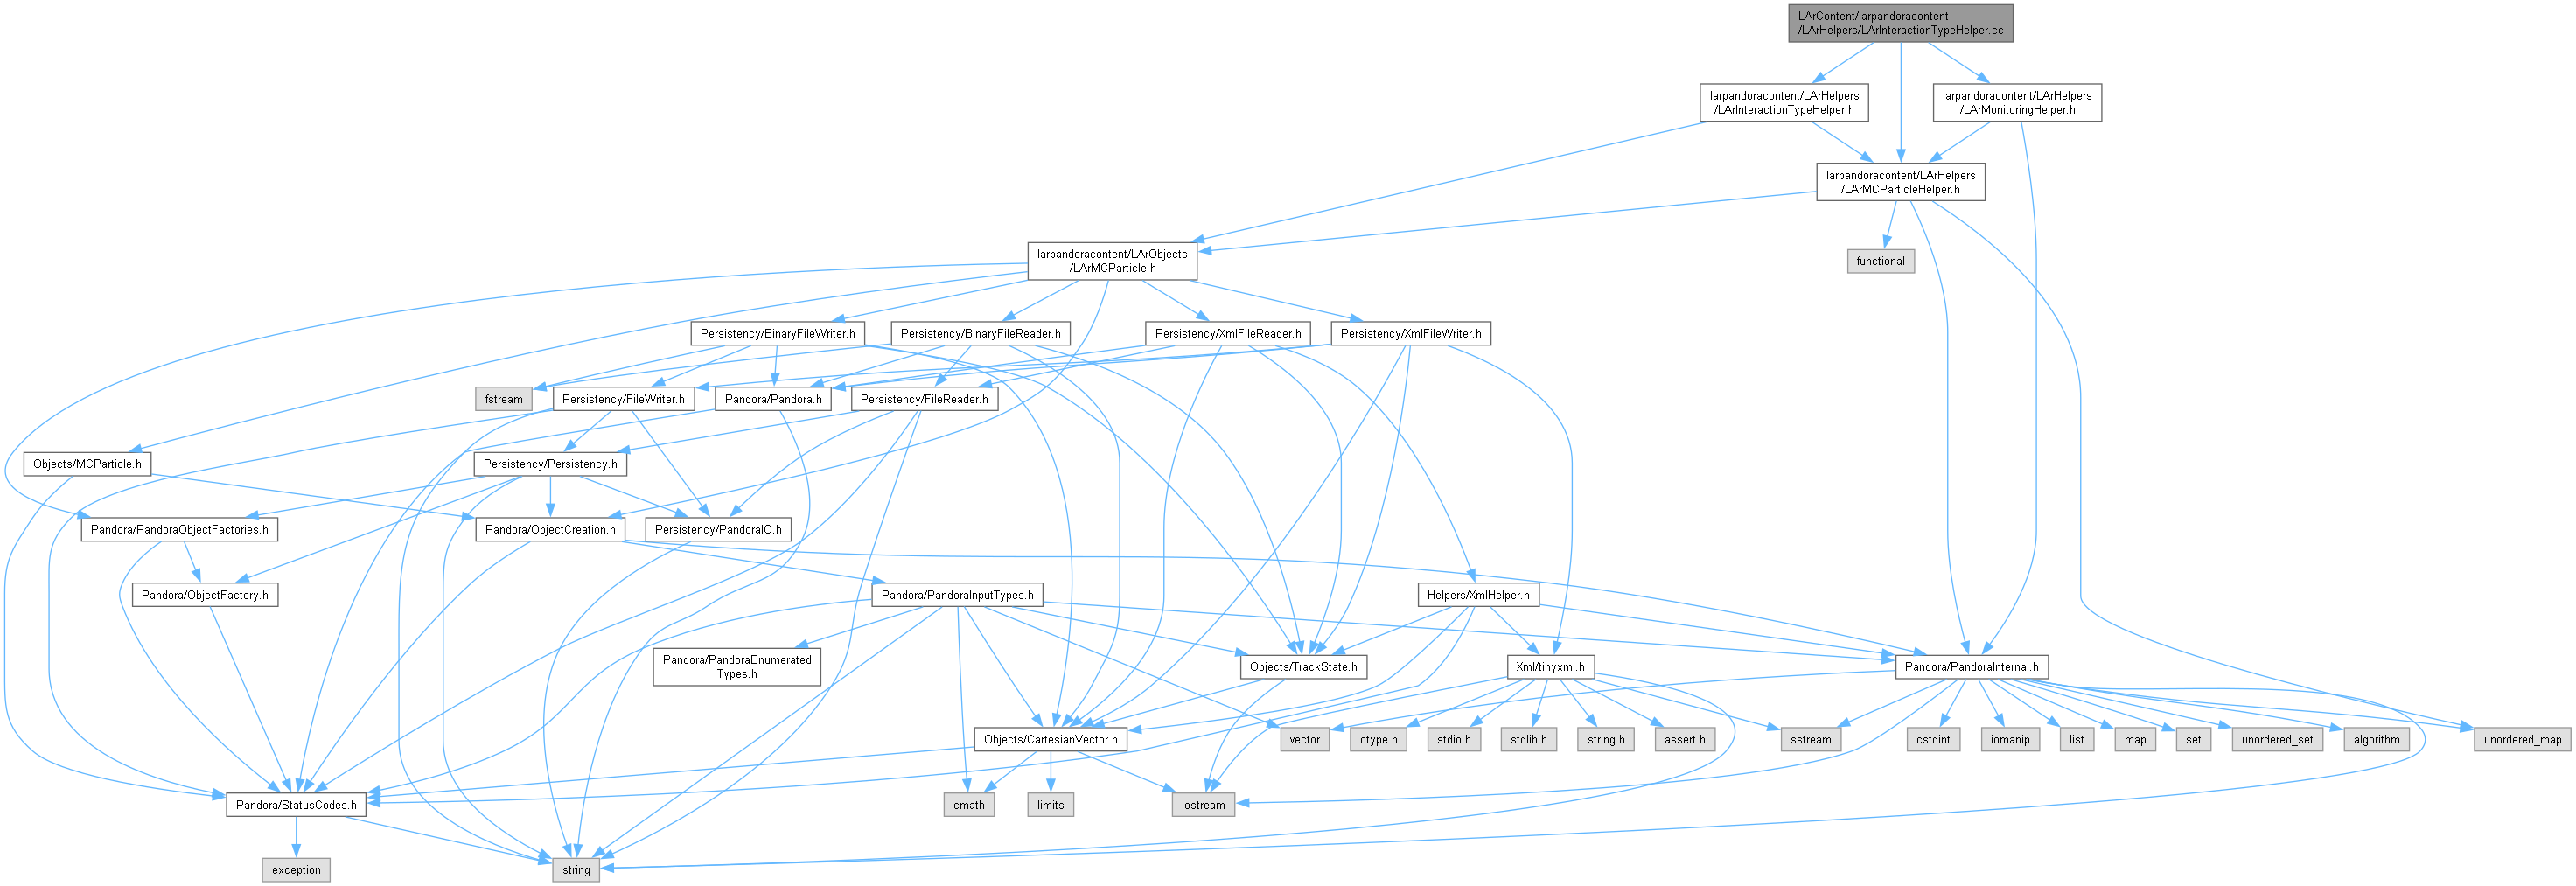 LArContent/larpandoracontent
/LArHelpers/LArInteractionTypeHelper.cc
larpandoracontent/LArHelpers
/LArInteractionTypeHelper.h
larpandoracontent/LArHelpers
/LArMonitoringHelper.h
larpandoracontent/LArHelpers
/LArMCParticleHelper.h
larpandoracontent/LArObjects
/LArMCParticle.h
functional
Persistency/BinaryFileWriter.h
Persistency/BinaryFileReader.h
Persistency/XmlFileReader.h
Persistency/XmlFileWriter.h
fstream
Persistency/FileWriter.h
Pandora/Pandora.h
Persistency/FileReader.h
Objects/MCParticle.h
Persistency/Persistency.h
Pandora/PandoraObjectFactories.h
Pandora/ObjectCreation.h
Persistency/PandoraIO.h
Pandora/ObjectFactory.h
Pandora/PandoraInputTypes.h
Helpers/XmlHelper.h
Pandora/PandoraEnumerated
Types.h
Objects/TrackState.h
Xml/tinyxml.h
Pandora/PandoraInternal.h
Objects/CartesianVector.h
vector
ctype.h
stdio.h
stdlib.h
string.h
assert.h
sstream
cstdint
iomanip
list
map
set
unordered_set
algorithm
unordered_map
Pandora/StatusCodes.h
cmath
limits
iostream
exception
string